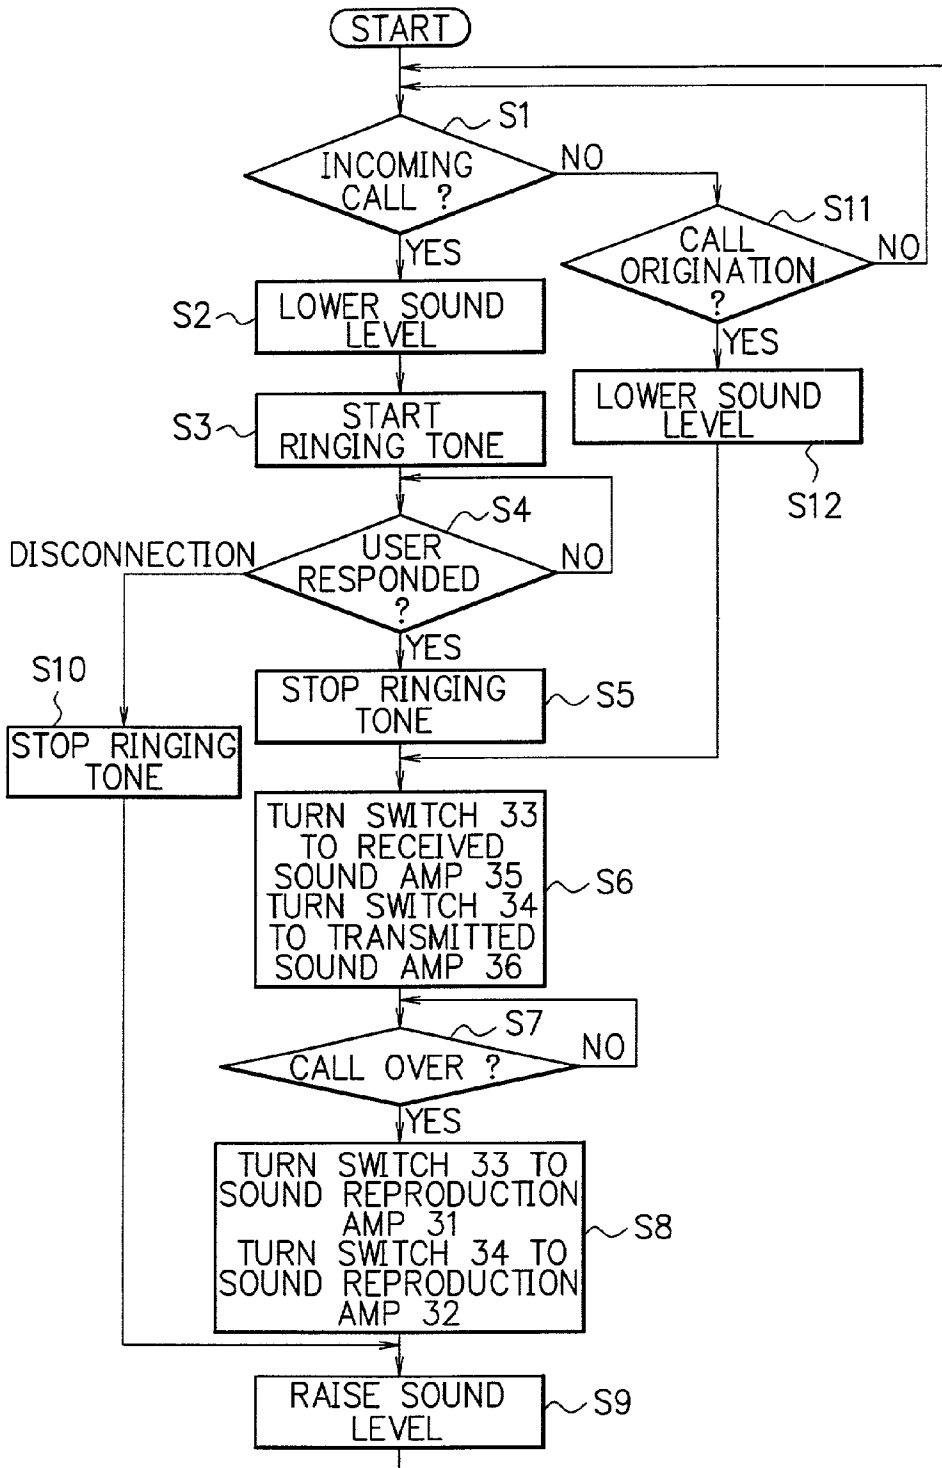 START
S1
INCOMING
CALL ?
NO
YES
S11
CALL
ORIGINATION
?
NO
YES
S2
LOWER SOUND
LEVEL
S3
START
RINGING TONE
LOWER SOUND
LEVEL
S12
S4
USER
RESPONDED
?
NO
DISCONNECTION
YES
S10
STOP RINGING
TONE
STOP RINGING
TONE
S5
TURN SWITCH 33
TO RECEIVED
SOUND AMP 35
TURN SWITCH 34
TO TRANSMITTED
SOUND AMP 36
S6
S7
CALL OVER ?
NO
YES
TURN SWITCH 33 TO
SOUND REPRODUCTION
AMP 31
TURN SWITCH 34 TO
SOUND REPRODUCTION
AMP 32
S8
RAISE SOUND
LEVEL
S9